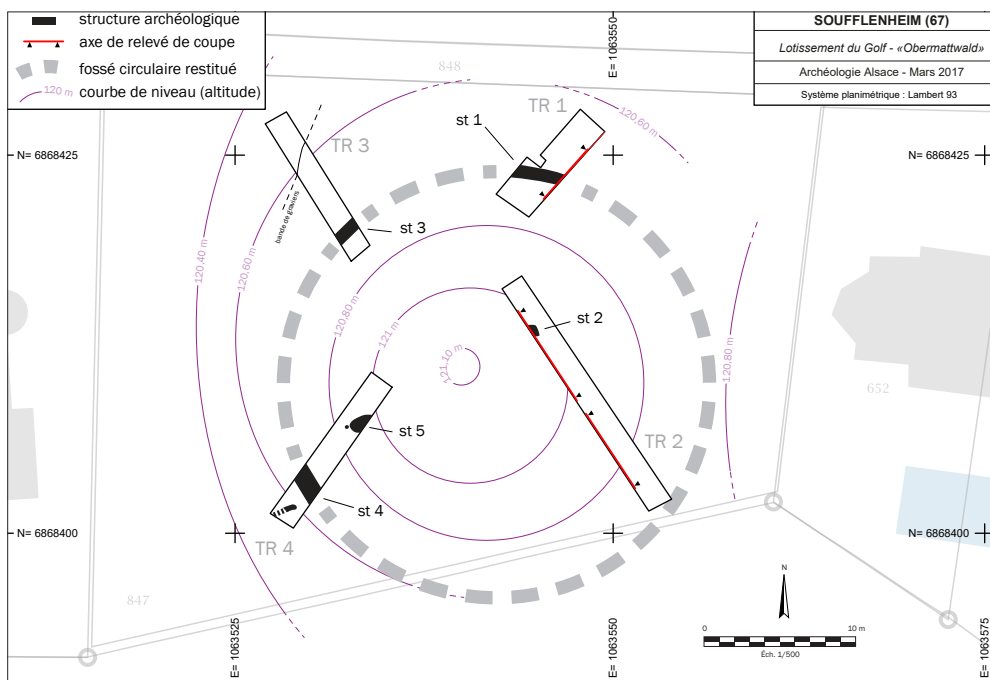 structure archéologique
axe de relevé de coupe
fossé circulaire restitué
120 m
courbe de niveau (altitude)
SOUFFLENHEIM (67)
Lotissement du Golf - «Obermattwald»
Archéologie Alsace - Mars 2017
Système planimétrique : Lambert 93
E= 1063550
848
TR 1
st 1
120,60 m
TR 3
N= 6868425
N= 6868425
bande de graviers
st 3
120,40 m
120,60 m
120,80 m
121 m
121,10 m
st 2
120,80 m
652
st 5
TR 2
st 4
N= 6868400
N= 6868400
TR 4
847
N
0
10 m
Éch. 1/500
E= 1063525
E= 1063550
E= 1063575